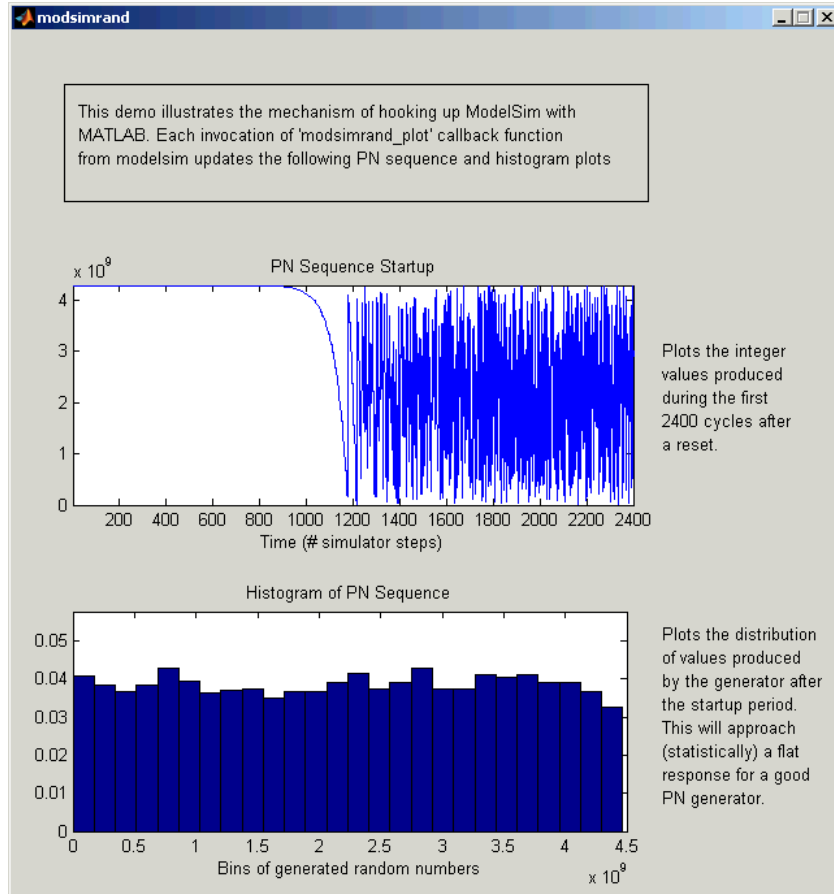 modsimrand
This demo illustrates the mechanism of hooking up ModelSim with
MATLAB. Each invocation of 'modsimrand_plot' callback function
from modelsim updates the following PN sequence and histogram plots
x 10^9
PN Sequence Startup
4
3
2
1
0
200 400 600 800 1000 1200 1400 1600 1800 2000 2200 2400
Time (# simulator steps)
Plots the integer
values produced
during the first
2400 cycles after
a reset.
Histogram of PN Sequence
0.05
0.04
0.03
0.02
0.01
0
0 0.5 1 1.5 2 2.5 3 3.5 4 4.5
Bins of generated random numbers
x 10^9
Plots the distribution
of values produced
by the generator after
the startup period.
This will approach
(statistically) a flat
response for a good
PN generator.